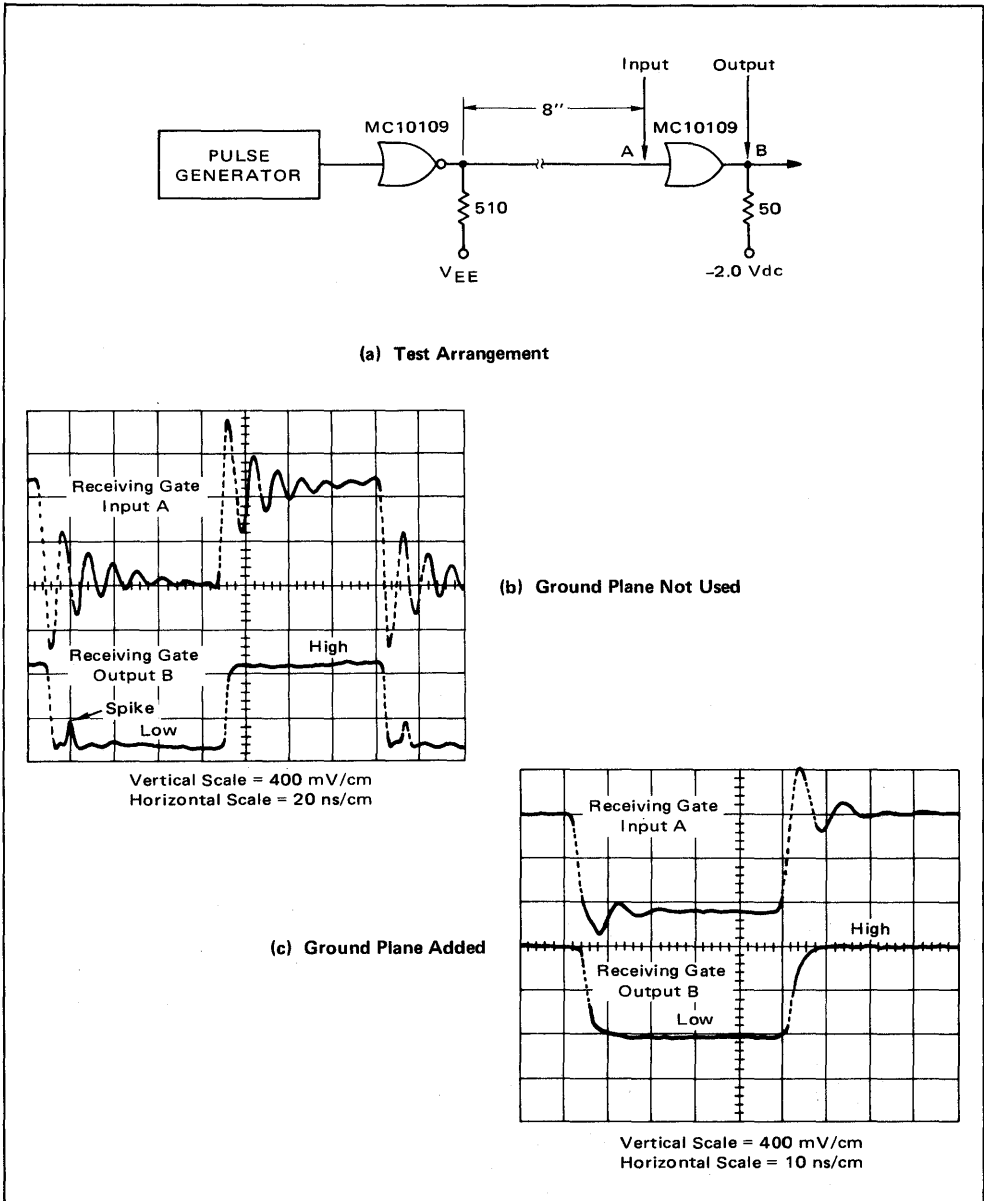 Input Output
8"
MC10109 MC10109
PULSE
GENERATOR
A B
510 50
VEE -2.0 Vdc
(a) Test Arrangement
Receiving Gate
Input A
(b) Ground Plane Not Used
Receiving Gate
Output B
High
Spike
Low
Vertical Scale = 400 mV/cm
Horizontal Scale = 20 ns/cm
Receiving Gate
Input A
(c) Ground Plane Added
High
Receiving Gate
Output B
Low
Vertical Scale = 400 mV/cm
Horizontal Scale = 10 ns/cm